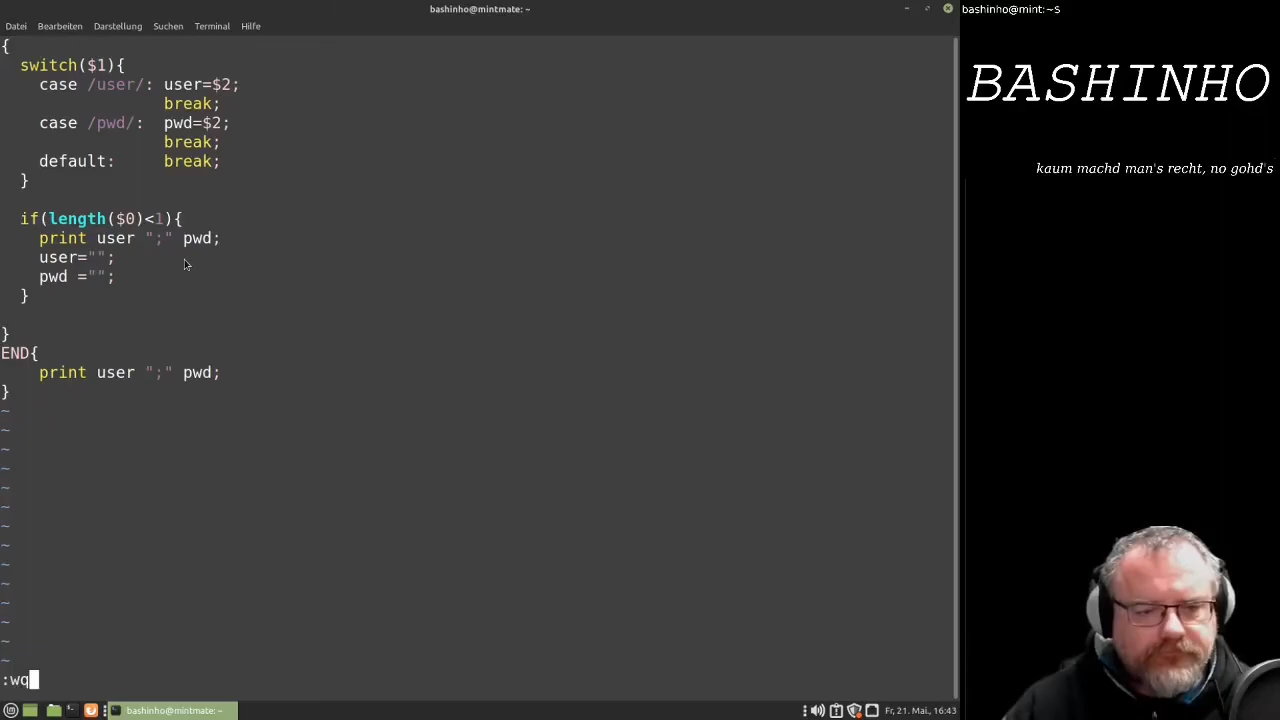 bashinho@mintmate: ~
bashinho@mint:~$
Datei Bearbeiten Darstellung Suchen Terminal Hilfe
{
  switch($1){
    case /user/: user=$2;
                 break;
    case /pwd/:  pwd=$2;
                 break;
    default:     break;
  }
  if(length($0)<1){
    print user ";" pwd;
    user="";
    pwd ="";
  }
}
END{
    print user ";" pwd;
}
~
~
~
~
~
~
~
~
~
~
~
~
~
~
:wq
BASHINHO
kaum machd man's recht, no gohd's
bashinho@mintmate: ~
Fr, 21. Mai., 16:43